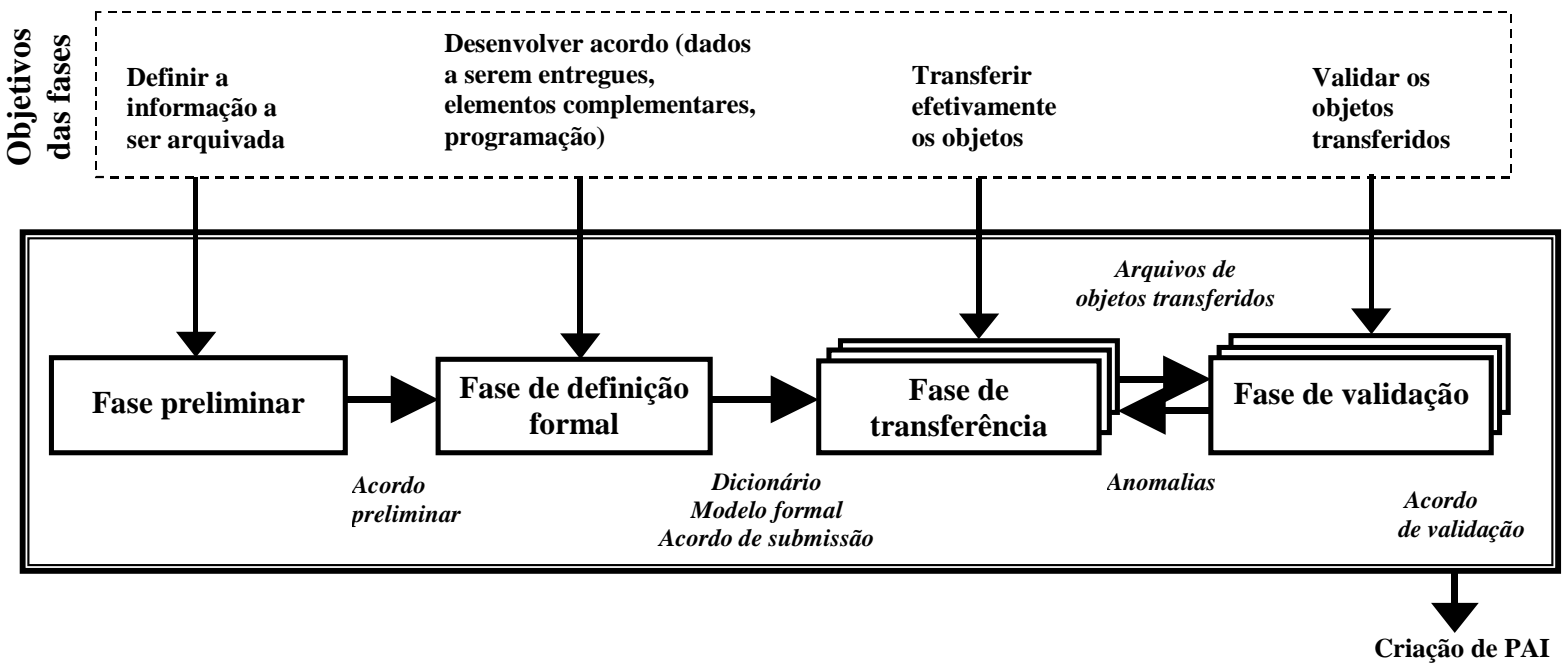 Objetivos
das fases
Definir a
informação a
ser arquivada
Desenvolver acordo (dados
a serem entregues,
elementos complementares,
programação)
Transferir
efetivamente
os objetos
Validar os
objetos
transferidos
Arquivos de
objetos transferidos
Fase preliminar
Fase de definição
formal
Fase de
transferência
Fase de validação
Acordo
preliminar
Dicionário
Modelo formal
Acordo de submissão
Anomalias
Acordo
de validação
Criação de PAI